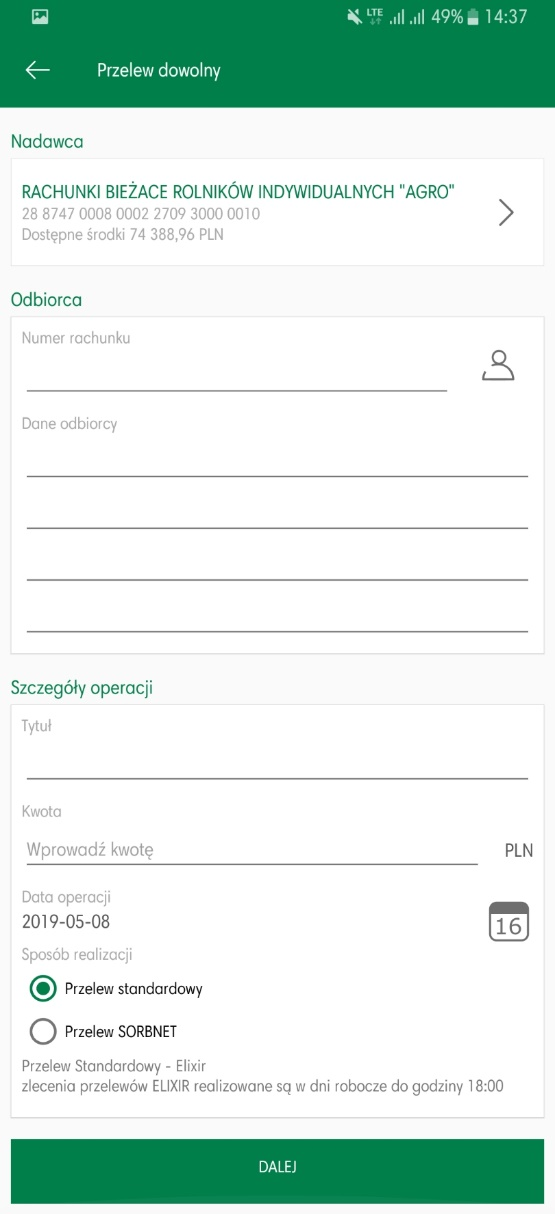 LTE 49% 14:37
Przelew dowolny
Nadawca
RACHUNKI BIEŻACE ROLNIKÓW INDYWIDUALNYCH "AGRO"
28 8747 0008 0002 2709 3000 0010
Dostępne środki 74 388,96 PLN
Odbiorca
Numer rachunku
Dane odbiorcy
Szczegóły operacji
Tytuł
Kwota
Wprowadź kwotę PLN
Data operacji
2019-05-08
16
Sposób realizacji
Przelew standardowy
Przelew SORBNET
Przelew Standardowy - Elixir
zlecenia przelewów ELIXIR realizowane są w dni robocze do godziny 18:00
DALEJ